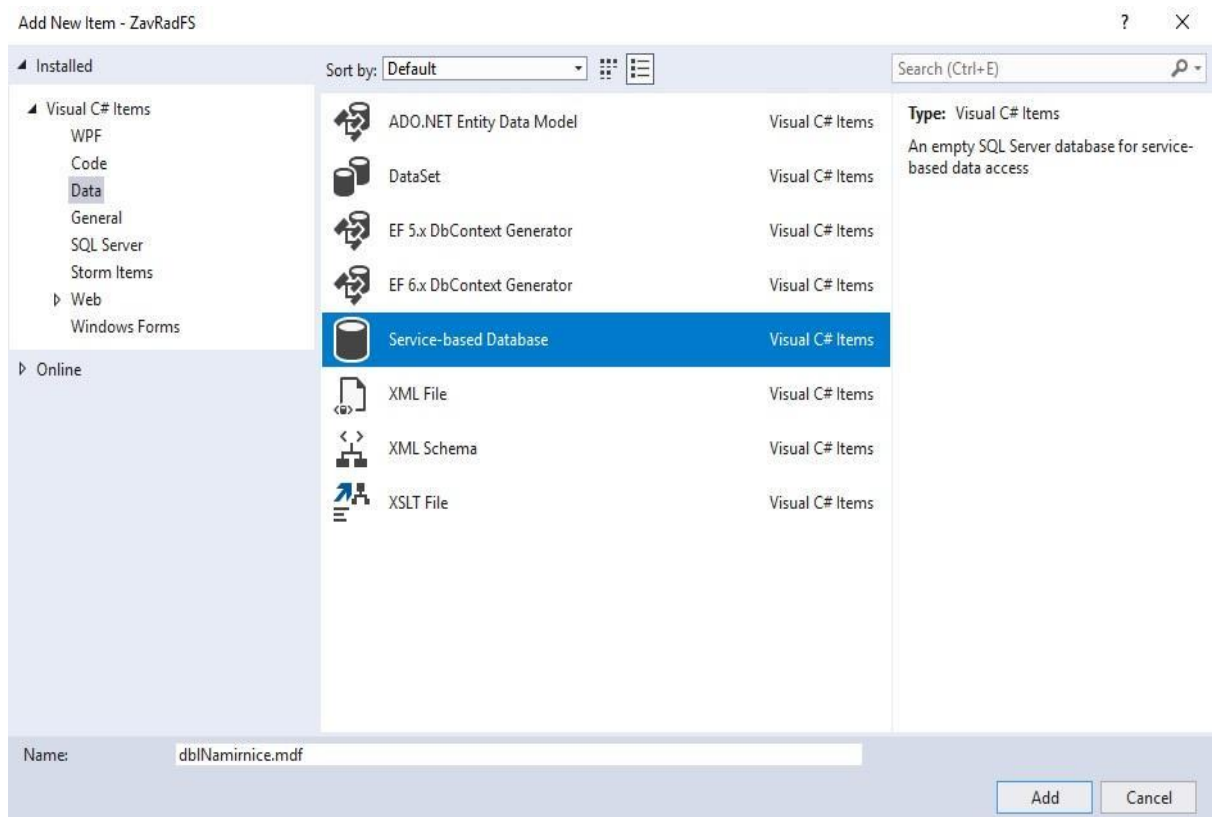 Add New Item - ZavRadFS
?
Installed
Visual C# Items
WPF
Code
Data
General
SQL Server
Storm Items
Web
Windows Forms
Online
Sort by: Default
ADO.NET Entity Data Model Visual C# Items
DataSet Visual C# Items
EF 5.x DbContext Generator Visual C# Items
EF 6.x DbContext Generator Visual C# Items
Service-based Database Visual C# Items
XML File Visual C# Items
XML Schema Visual C# Items
XSLT File Visual C# Items
Search (Ctrl+E)
Type: Visual C# Items
An empty SQL Server database for service-
based data access
Name: dblNamirnice.mdf
Add Cancel